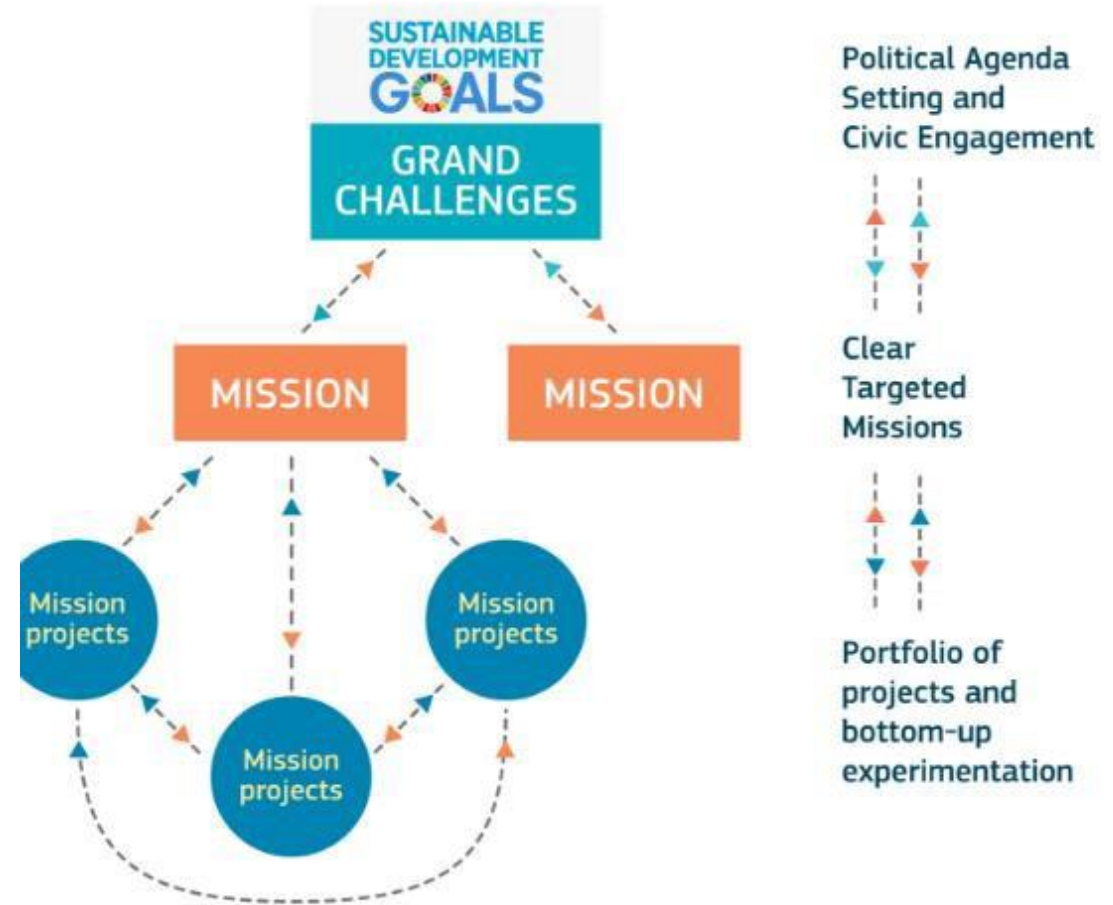 SUSTAINABLE
DEVELOPMENT
GOALS
GRAND
CHALLENGES
MISSION
MISSION
Mission
projects
Mission
projects
Mission
projects
Political Agenda
Setting and
Civic Engagement
Clear
Targeted
Missions
Portfolio of
projects and
bottom-up
experimentation